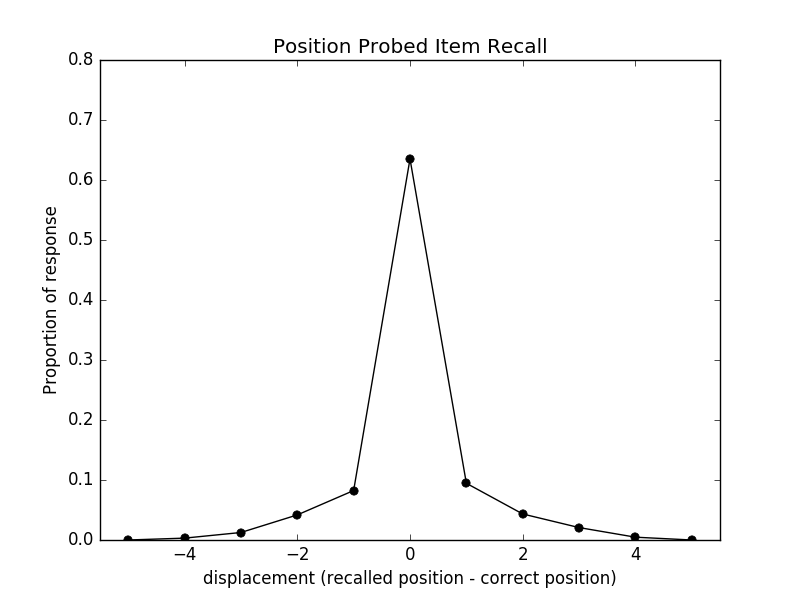 Position Probed Item Recall
0.8
0.7
0.6
0.5
0.4
0.3
0.2
0.1
0.0
Proportion of response
−4 −2 0 2 4
displacement (recalled position - correct position)